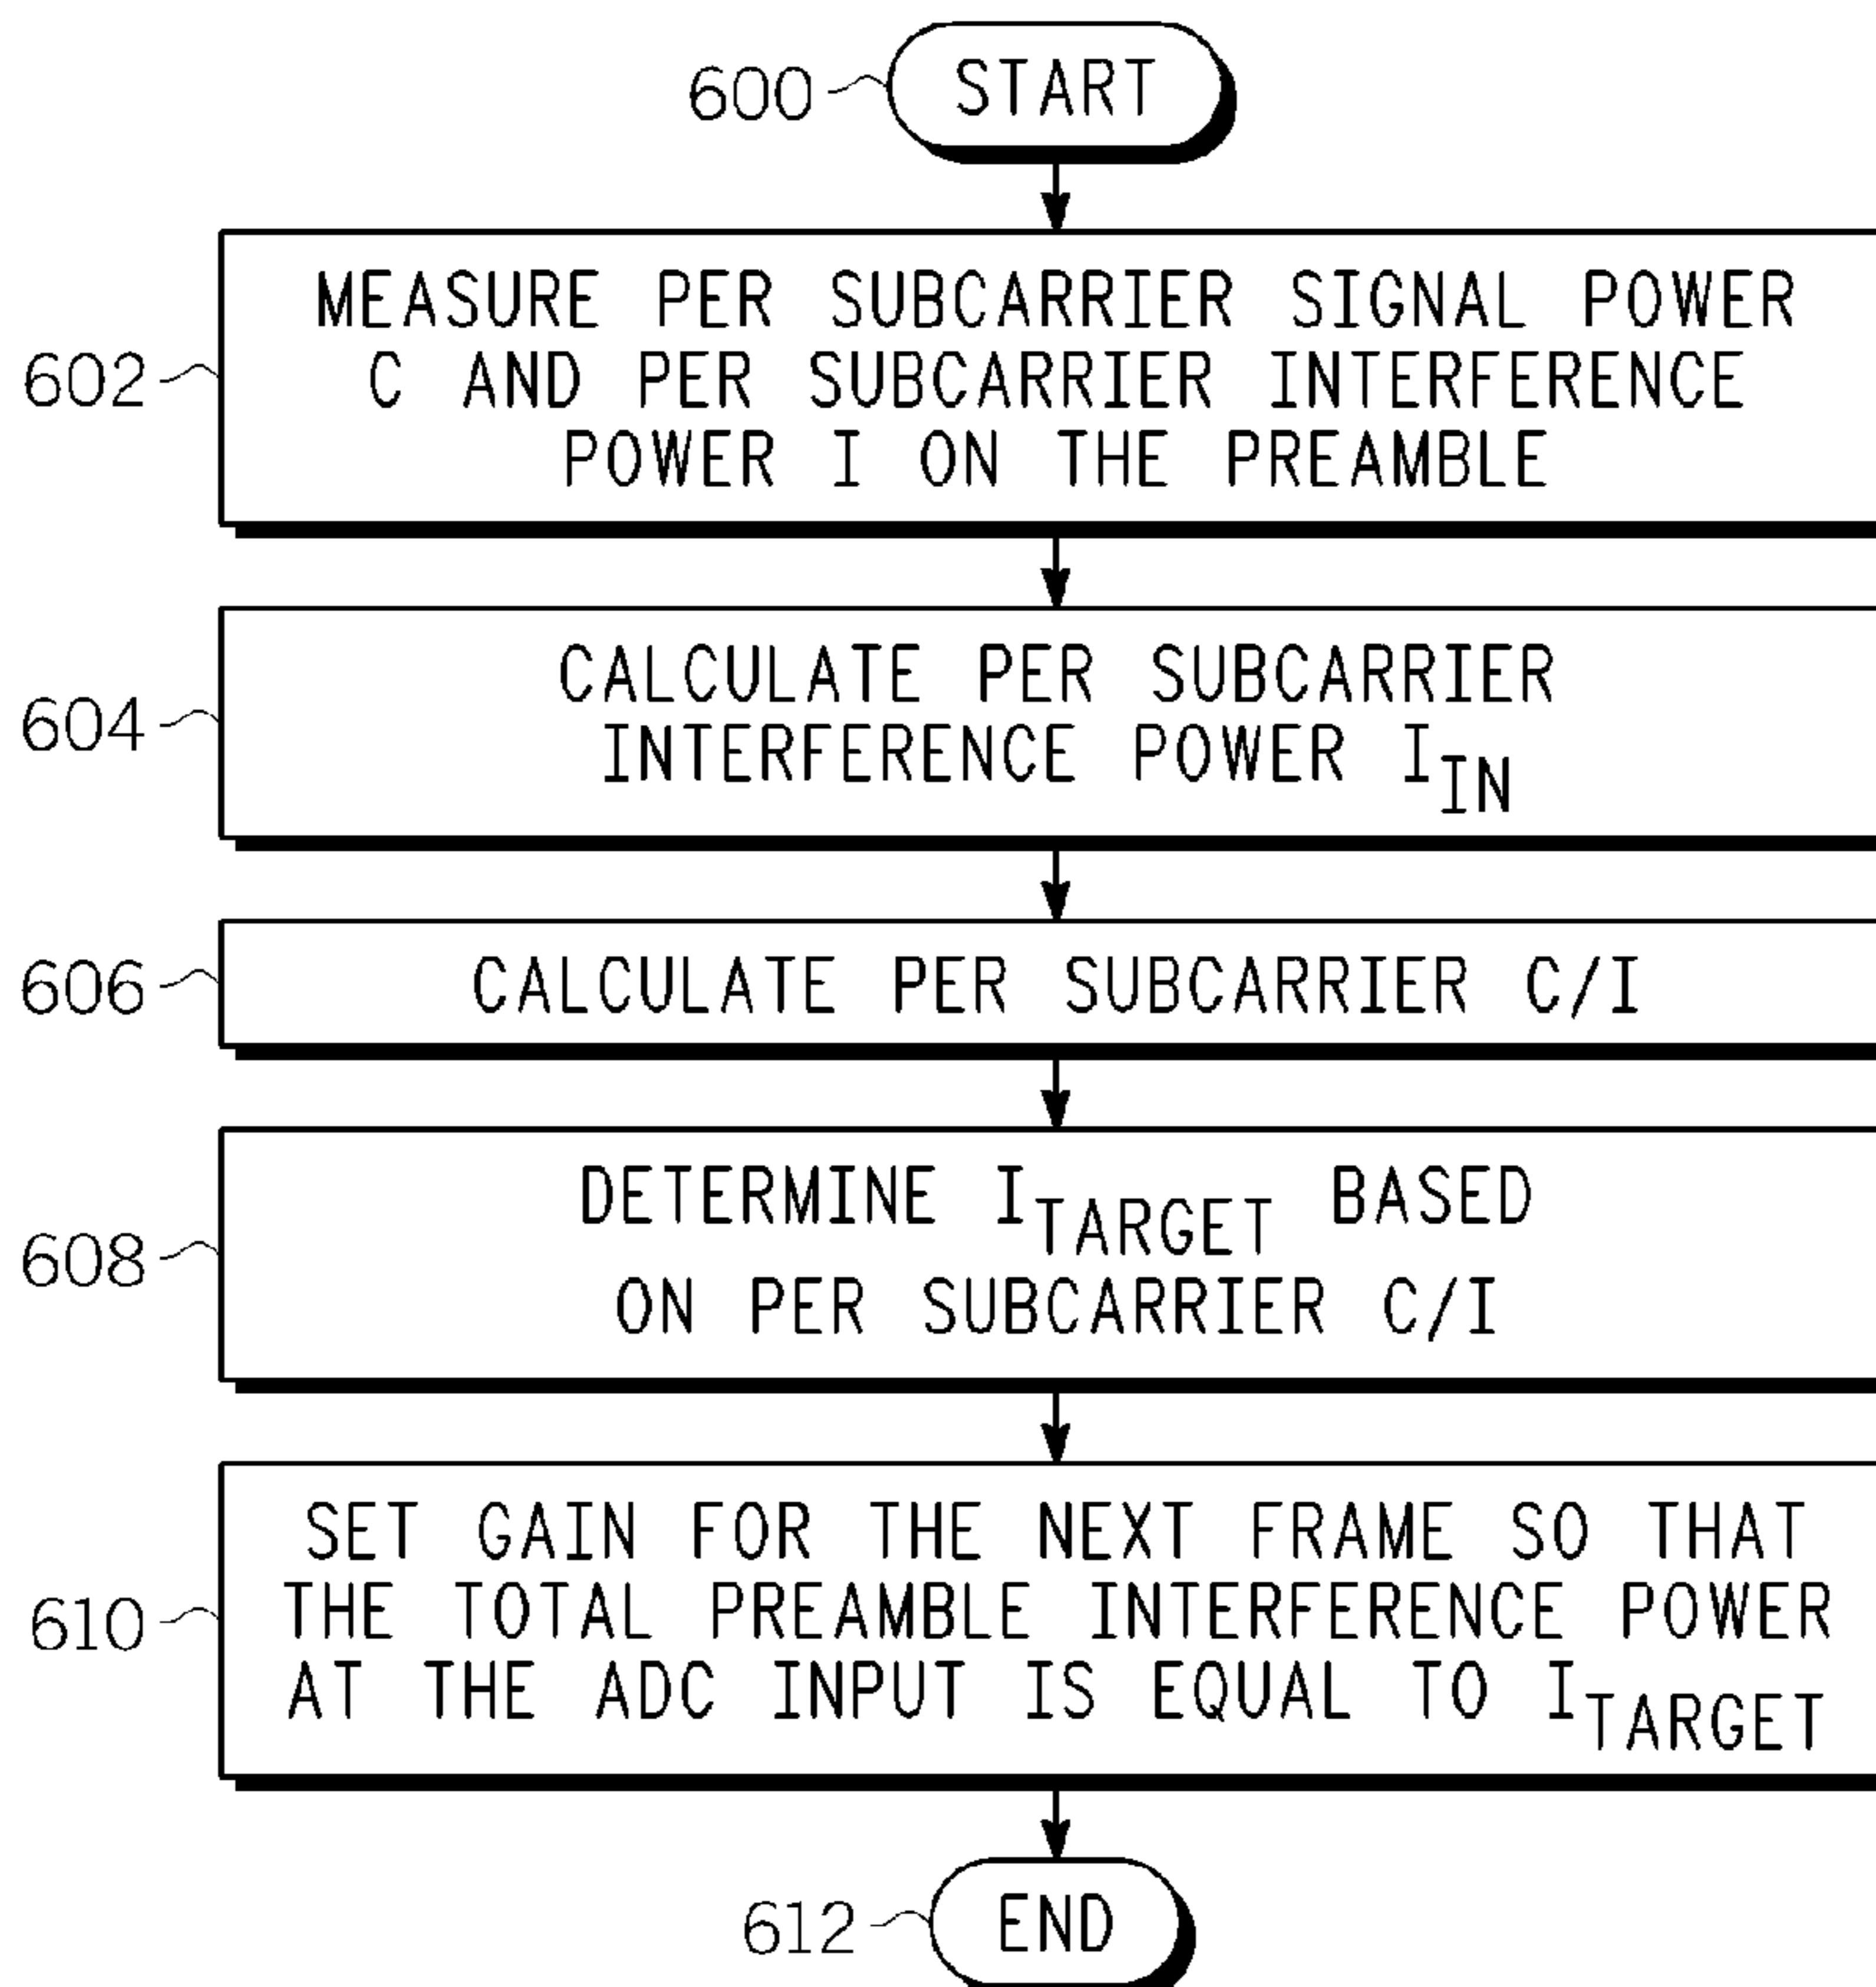 600 START
MEASURE PER SUBCARRIER SIGNAL POWER
602 C AND PER SUBCARRIER INTERFERENCE
POWER I ON THE PREAMBLE
CALCULATE PER SUBCARRIER
604 INTERFERENCE POWER I_IN
606 CALCULATE PER SUBCARRIER C/I
DETERMINE I_TARGET BASED
608
ON PER SUBCARRIER C/I
SET GAIN FOR THE NEXT FRAME SO THAT
610 THE TOTAL PREAMBLE INTERFERENCE POWER
AT THE ADC INPUT IS EQUAL TO I_TARGET
612 END